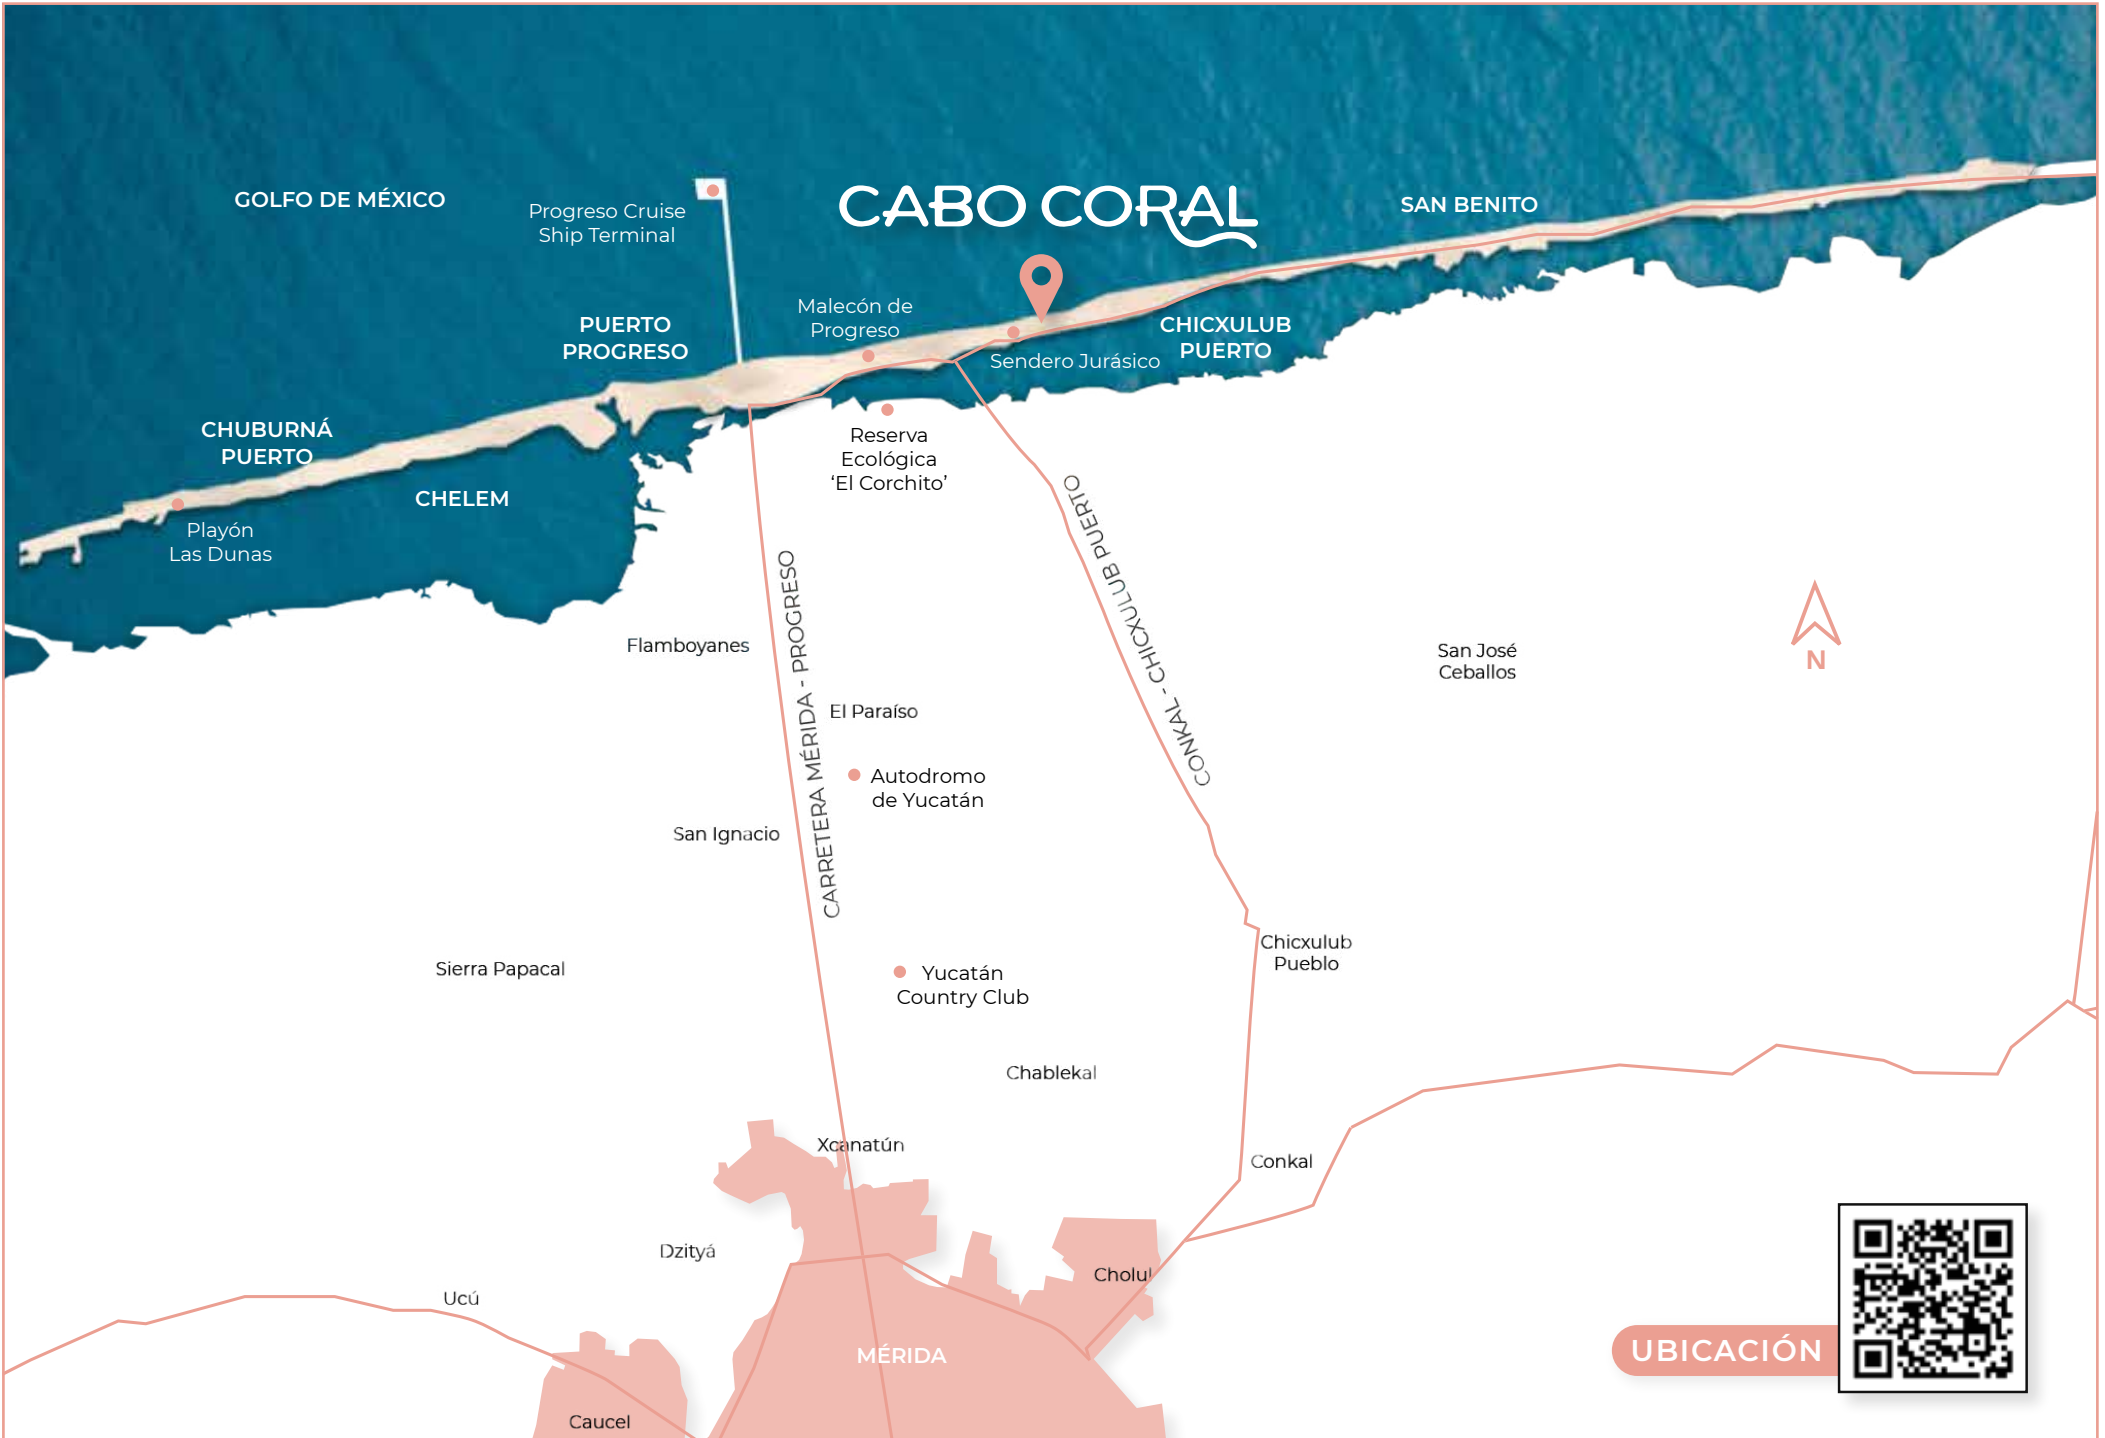 GOLFO DE MÉXICO
Progreso Cruise
Ship Terminal
CABO CORAL
SAN BENITO
Malecón de
Progreso
PUERTO
PROGRESO
CHICXULUB
PUERTO
Sendero Jurásico
CHUBURNÁ
PUERTO
CHELEM
Reserva
Ecológica
‘El Corchito’
Playón
Las Dunas
CARRETERA MÉRIDA - PROGRESO
CONKAL - CHICXULUB PUERTO
Flamboyanes
San José
Ceballos
N
El Paraíso
Autodromo
de Yucatán
San Ignacio
Chicxulub
Pueblo
Sierra Papacal
Yucatán
Country Club
Chablekal
Xcanatún
Conkal
Dzityá
Cholul
Ucú
MÉRIDA
UBICACIÓN
Caucel